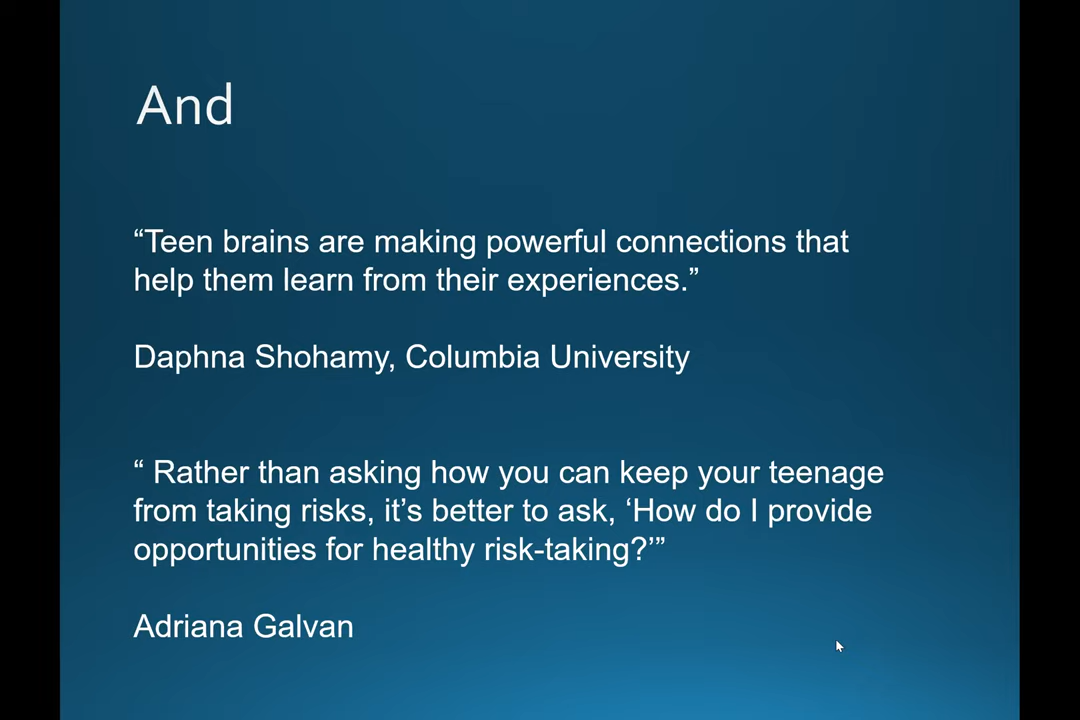 And
“Teen brains are making powerful connections that
help them learn from their experiences.”
Daphna Shohamy, Columbia University
“ Rather than asking how you can keep your teenage
from taking risks, it’s better to ask, ‘How do I provide
opportunities for healthy risk-taking?’”
Adriana Galvan